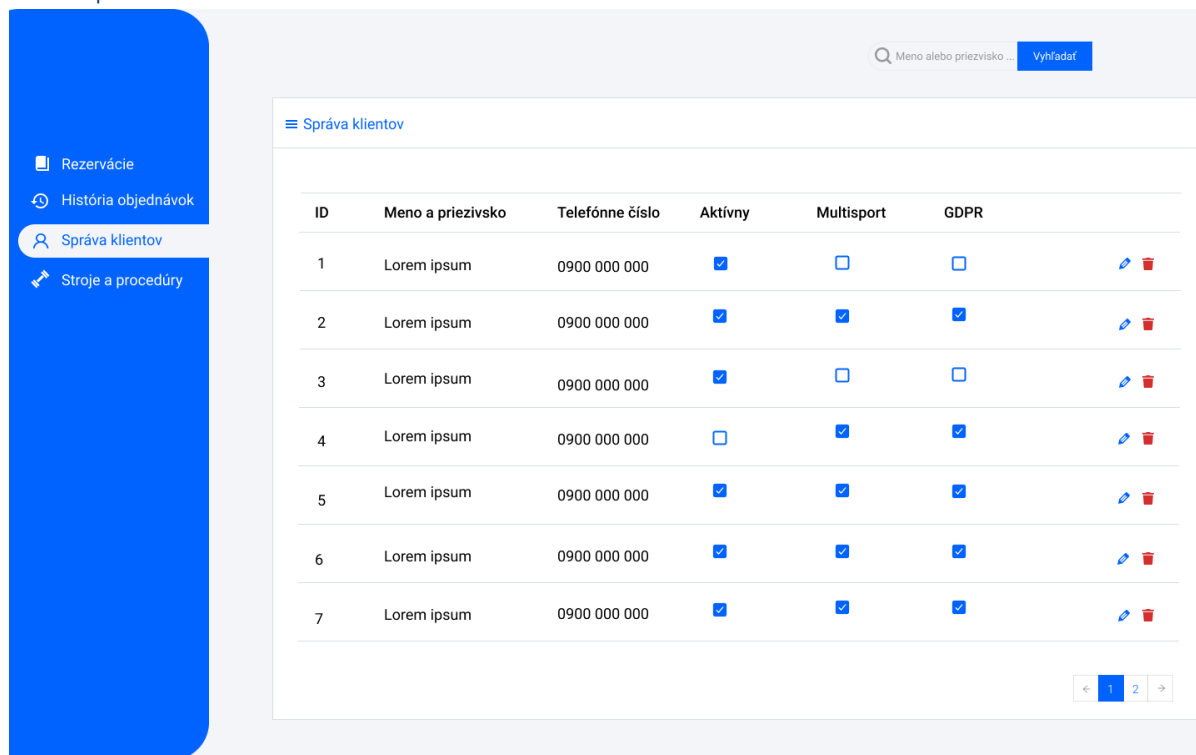 Meno alebo priezvisko ... Vyhľadať
Správa klientov
Rezervácie
História objednávok
Správa klientov
Stroje a procedúry
ID Meno a priezivsko Telefónne číslo Aktívny Multisport GDPR
1 Lorem ipsum 0900 000 000
2 Lorem ipsum 0900 000 000
3 Lorem ipsum 0900 000 000
4 Lorem ipsum 0900 000 000
5 Lorem ipsum 0900 000 000
6 Lorem ipsum 0900 000 000
7 Lorem ipsum 0900 000 000
← 1 2 →